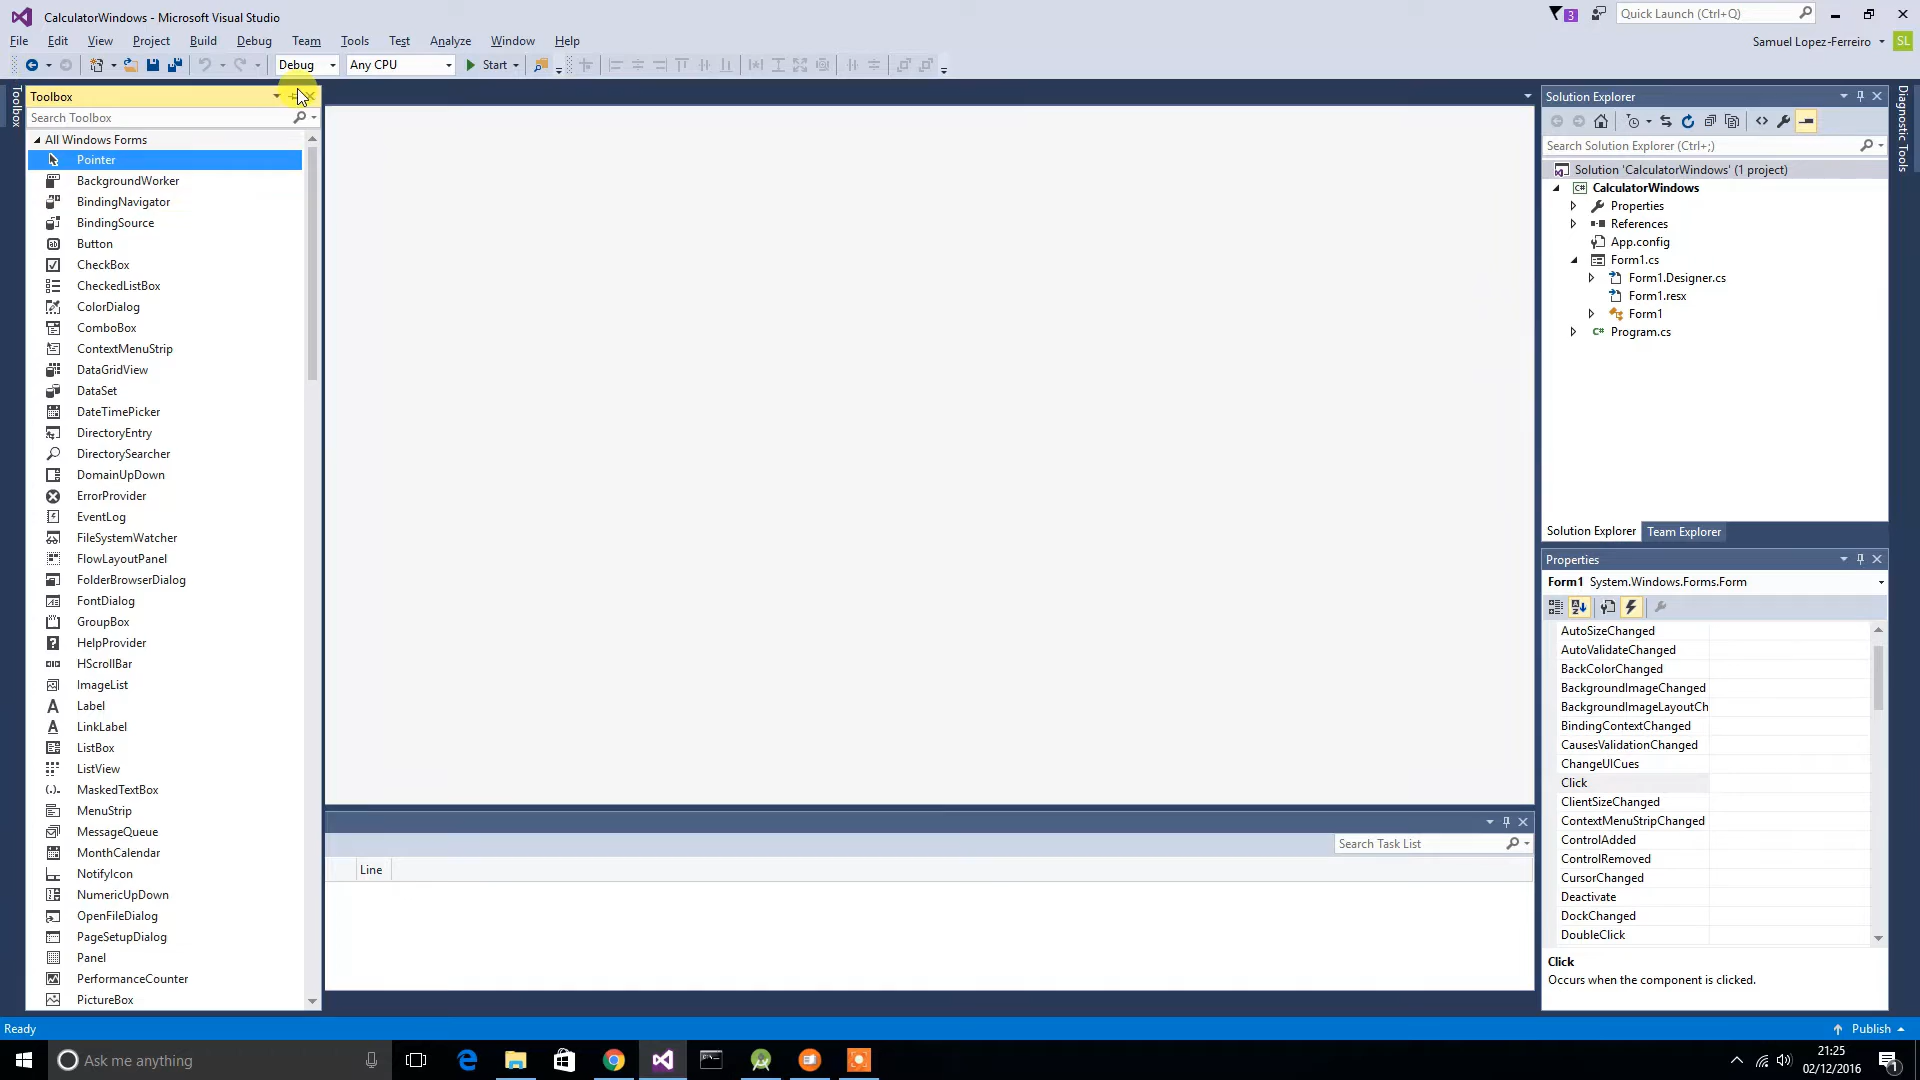 CalculatorWindows - Microsoft Visual Studio
3
Quick Launch (Ctrl+Q)
File Edit View Project Build Debug Team Tools Test Analyze Window Help
Samuel Lopez-Ferreiro
SL
Debug
Any CPU
Start
Toolbox
Toolbox
Search Toolbox
All Windows Forms
Pointer
BackgroundWorker
BindingNavigator
BindingSource
Button
CheckBox
CheckedListBox
ColorDialog
ComboBox
ContextMenuStrip
DataGridView
DataSet
DateTimePicker
DirectoryEntry
DirectorySearcher
DomainUpDown
ErrorProvider
EventLog
FileSystemWatcher
FlowLayoutPanel
FolderBrowserDialog
FontDialog
GroupBox
HelpProvider
HScrollBar
ImageList
Label
LinkLabel
ListBox
ListView
MaskedTextBox
MenuStrip
MessageQueue
MonthCalendar
NotifyIcon
NumericUpDown
OpenFileDialog
PageSetupDialog
Panel
PerformanceCounter
PictureBox
Search Task List
Line
Solution Explorer
Search Solution Explorer (Ctrl+;)
Solution 'CalculatorWindows' (1 project)
C# CalculatorWindows
Properties
References
App.config
Form1.cs
Form1.Designer.cs
Form1.resx
Form1
C# Program.cs
Solution Explorer Team Explorer
Properties
Form1 System.Windows.Forms.Form
AutoSizeChanged
AutoValidateChanged
BackColorChanged
BackgroundImageChanged
BackgroundImageLayoutCh
BindingContextChanged
CausesValidationChanged
ChangeUICues
Click
ClientSizeChanged
ContextMenuStripChanged
ControlAdded
ControlRemoved
CursorChanged
Deactivate
DockChanged
DoubleClick
Click
Occurs when the component is clicked.
Diagnostic Tools
Ready
Publish
Ask me anything
21:25
02/12/2016
1